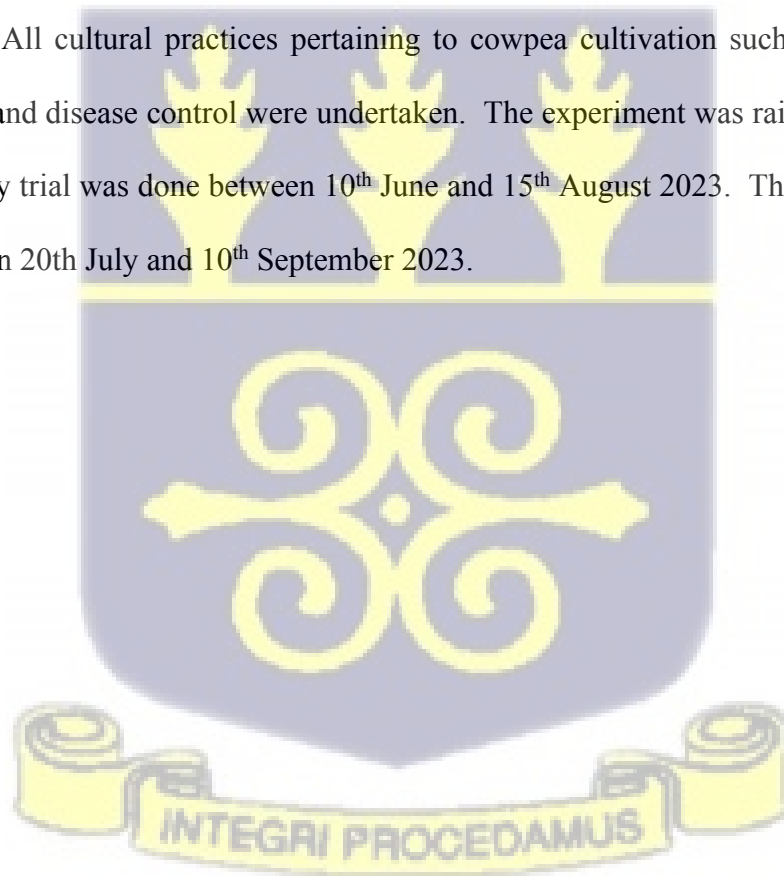 All cultural practices pertaining to cowpea cultivation such
and disease control were undertaken. The experiment was rai
y trial was done between 10th June and 15th August 2023. Th
n 20th July and 10th September 2023.
INTEGRI PROCEDAMUS